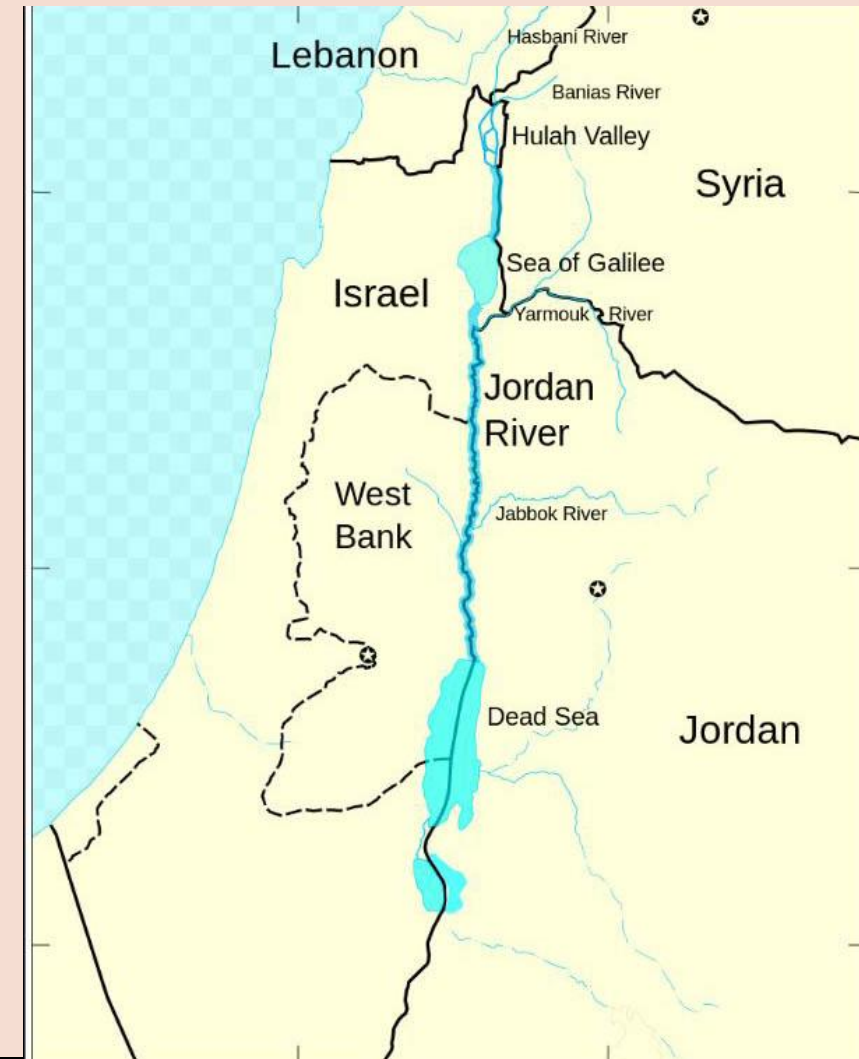 Hasbani River
Lebanon
Banias River
Hulah Valley
Syria
Sea of Galilee
Israel
Yarmouk River
Jordan
River
West
Bank
Jabbok River
Dead Sea
Jordan